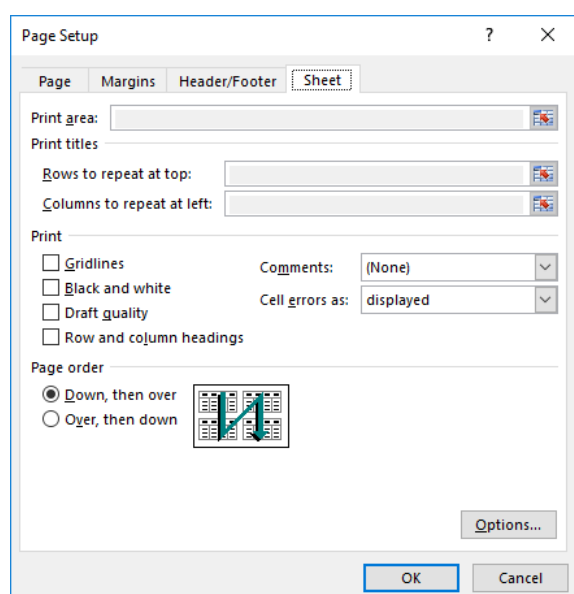 Page Setup ?
Page Margins Header/Footer Sheet
Print area:
Print titles
Rows to repeat at top:
Columns to repeat at left:
Print
Gridlines Comments: (None)
Black and white Cell errors as: displayed
Draft quality
Row and column headings
Page order
Down, then over
Over, then down
Options...
OK Cancel